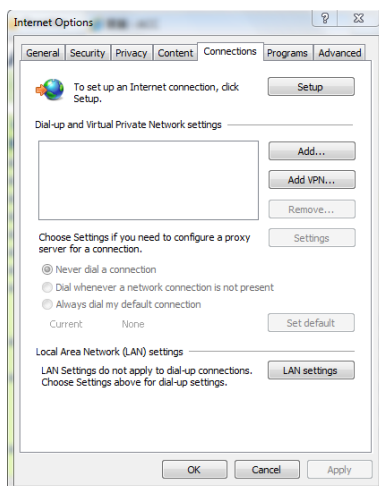 Internet Options
General Security Privacy Content Connections Programs Advanced
To set up an Internet connection, click
Setup.
Setup
Dial-up and Virtual Private Network settings
Add...
Add VPN...
Remove...
Choose Settings if you need to configure a proxy
server for a connection.
Settings
Never dial a connection
Dial whenever a network connection is not present
Always dial my default connection
Current None
Set default
Local Area Network (LAN) settings
LAN Settings do not apply to dial-up connections.
Choose Settings above for dial-up settings.
LAN settings
OK Cancel Apply